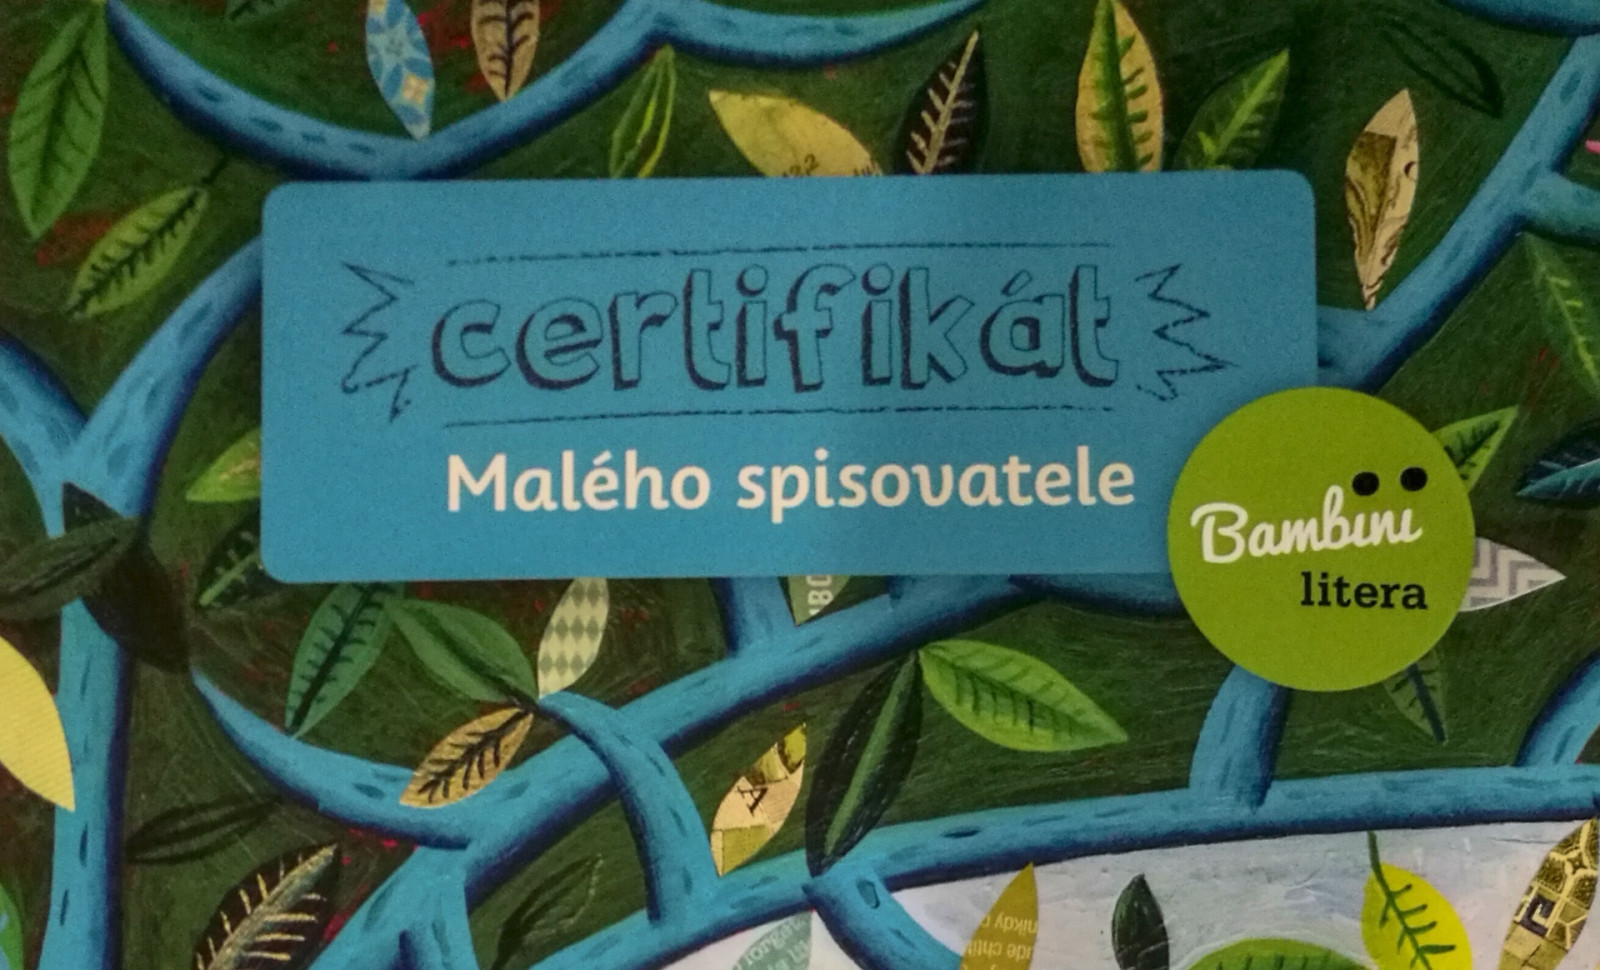 certifikát
Malého spisovatele
Bambini
litera